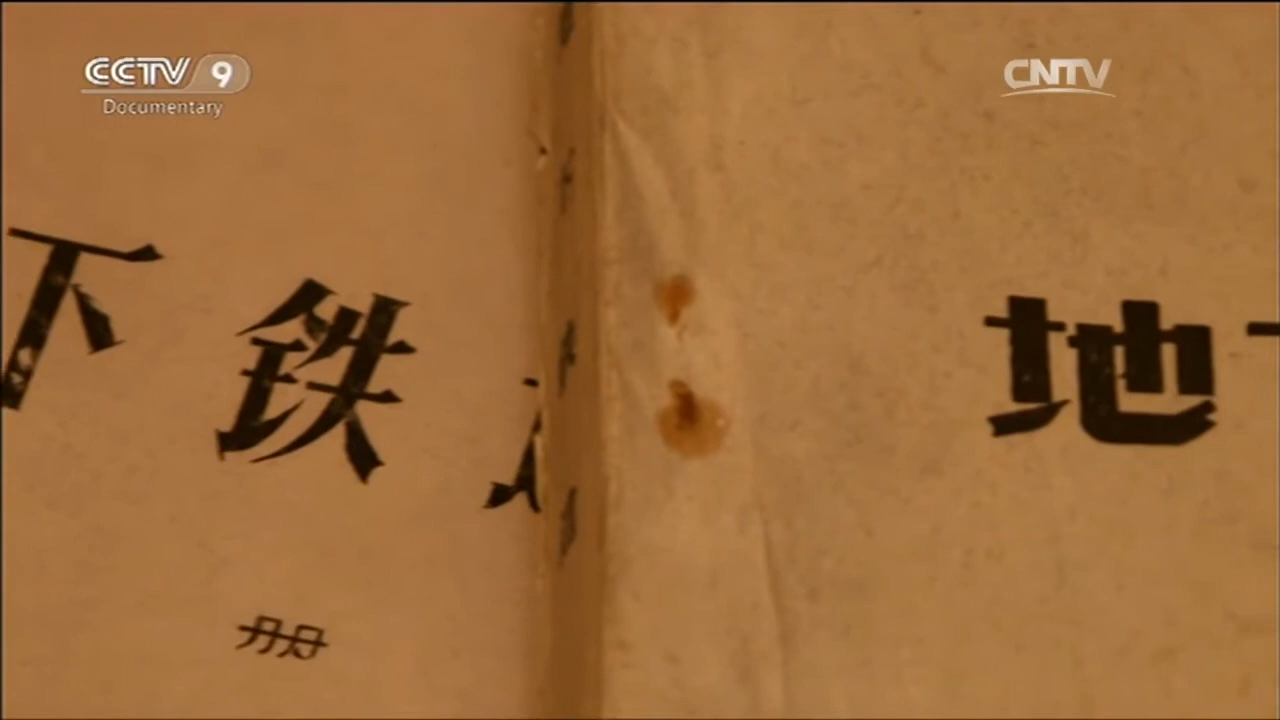 CCTV 9
Documentary
CNTV
下铁
册
地